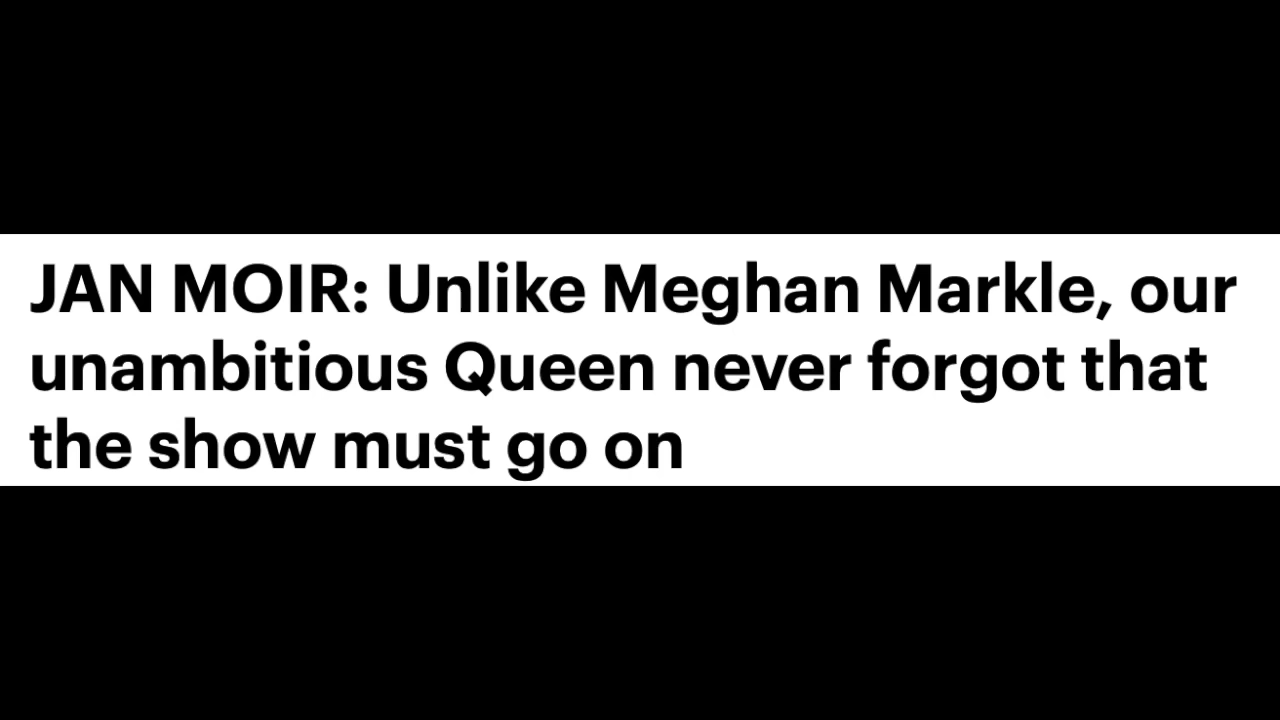 JAN MOIR: Unlike Meghan Markle, our
unambitious Queen never forgot that
the show must go on